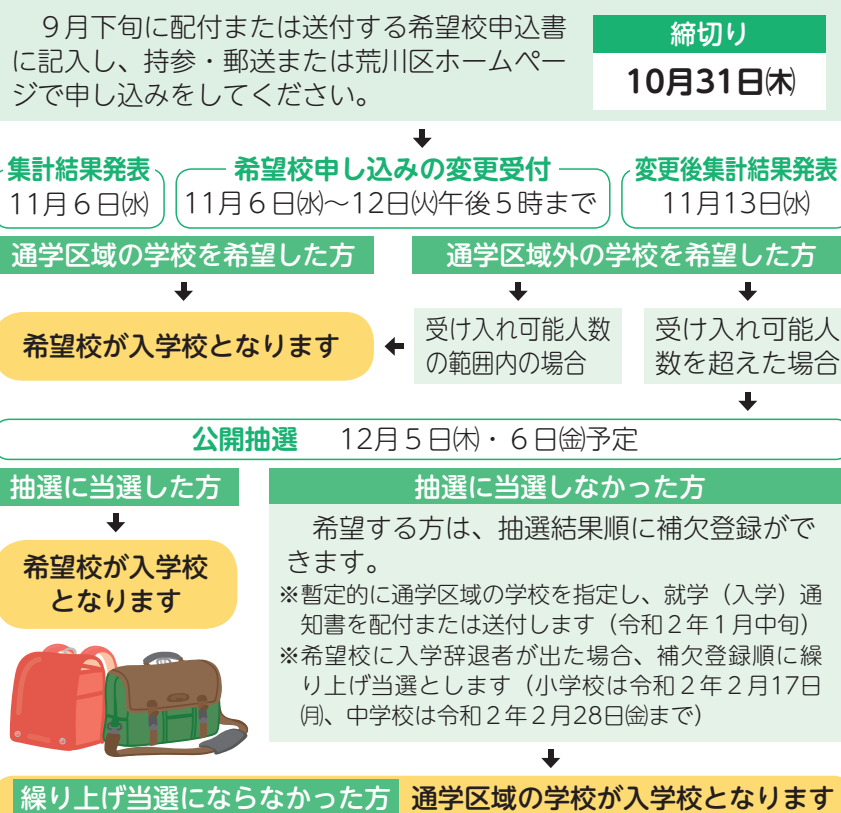 ９月下旬に配付または送付する希望校申込書
に記入し、持参・郵送または荒川区ホームペー
ジで申し込みをしてください。
締切り
10月31日㈭
集計結果発表
11月６日㈬
希望校申し込みの変更受付
11月６日㈬〜12日㈫午後５時まで
変更後集計結果発表
11月13日㈬
通学区域の学校を希望した方
通学区域外の学校を希望した方
希望校が入学校となります
受け入れ可能人数
の範囲内の場合
受け入れ可能人
数を超えた場合
公開抽選　12月５日㈭・６日㈮予定
抽選に当選した方
希望校が入学校
となります
抽選に当選しなかった方
希望する方は、抽選結果順に補欠登録がで
きます。
※暫定的に通学区域の学校を指定し、就学（入学）通
知書を配付または送付します（令和２年１月中旬）
※希望校に入学辞退者が出た場合、補欠登録順に繰
り上げ当選とします（小学校は令和２年２月17日
㈪、中学校は令和２年２月28日㈮まで）
繰り上げ当選にならなかった方　通学区域の学校が入学校となります